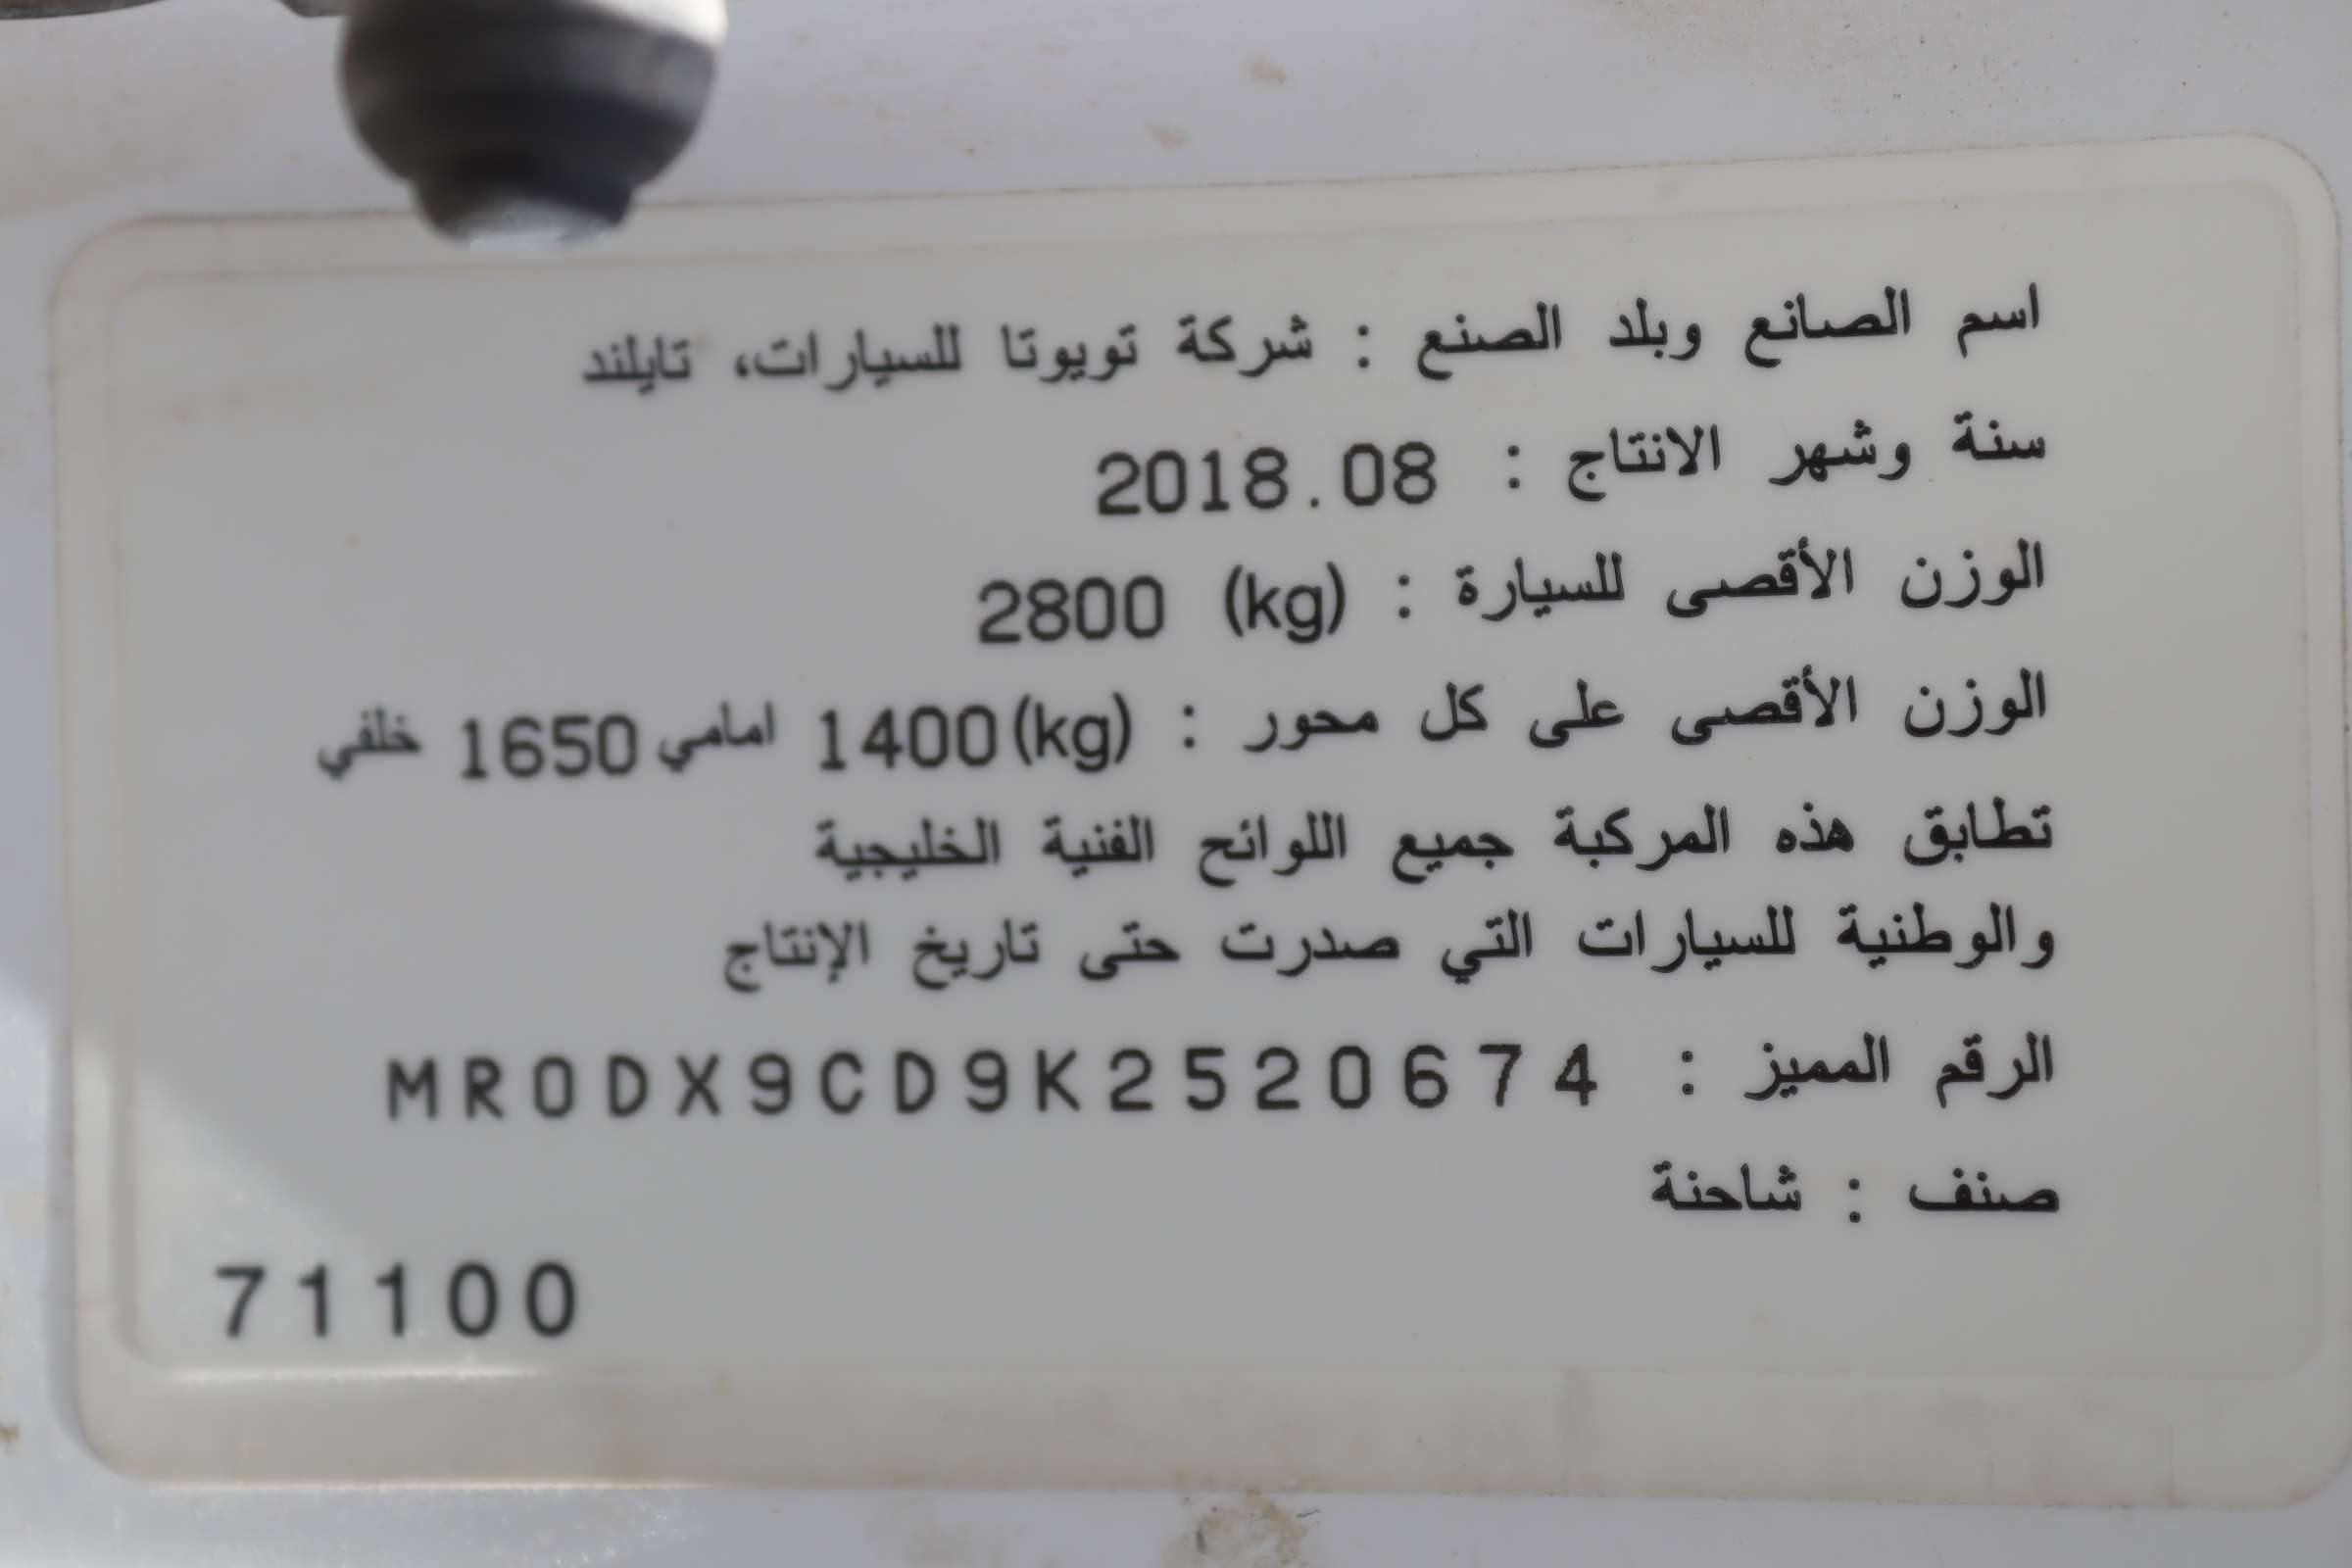 اسم الصانع وبلد الصنع : شركة تويوتا للسيارات، تايلند
سنة وشهر الانتاج : 2018.08
الوزن الأقصى للسيارة : (kg) 2800
الوزن الأقصى على كل محور : (kg) 1400 امامي 1650 خلفي
تطابق هذه المركبة جميع اللوائح الفنية الخليجية
والوطنية للسيارات التي صدرت حتى تاريخ الإنتاج
الرقم المميز : MR0DX9CD9K2520674
صنف : شاحنة
71100